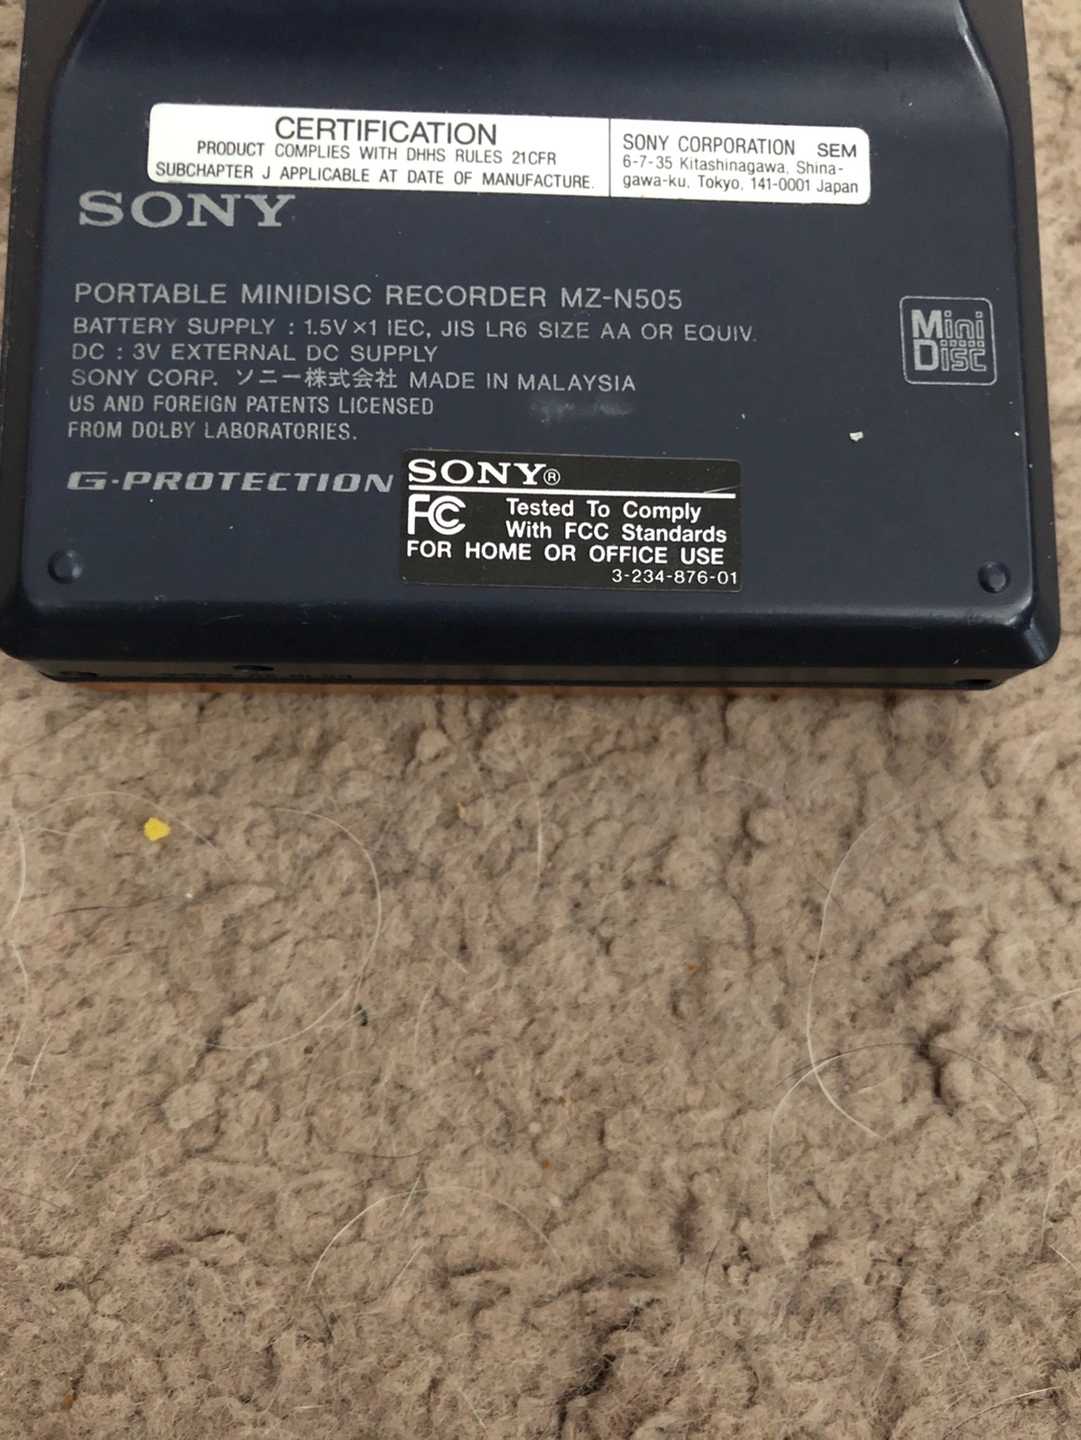 CERTIFICATION
PRODUCT COMPLIES WITH DHHS RULES 21CFR
SUBCHAPTER J APPLICABLE AT DATE OF MANUFACTURE.
SONY CORPORATION SEM
6-7-35 Kitashinagawa, Shina-
gawa-ku, Tokyo, 141-0001 Japan
SONY
PORTABLE MINIDISC RECORDER MZ-N505
BATTERY SUPPLY : 1.5V×1 IEC, JIS LR6 SIZE AA OR EQUIV.
DC : 3V EXTERNAL DC SUPPLY
SONY CORP. ソニー株式会社 MADE IN MALAYSIA
US AND FOREIGN PATENTS LICENSED
FROM DOLBY LABORATORIES.
Mini
Disc
G-PROTECTION
SONY®
FC
Tested To Comply
With FCC Standards
FOR HOME OR OFFICE USE
3-234-876-01